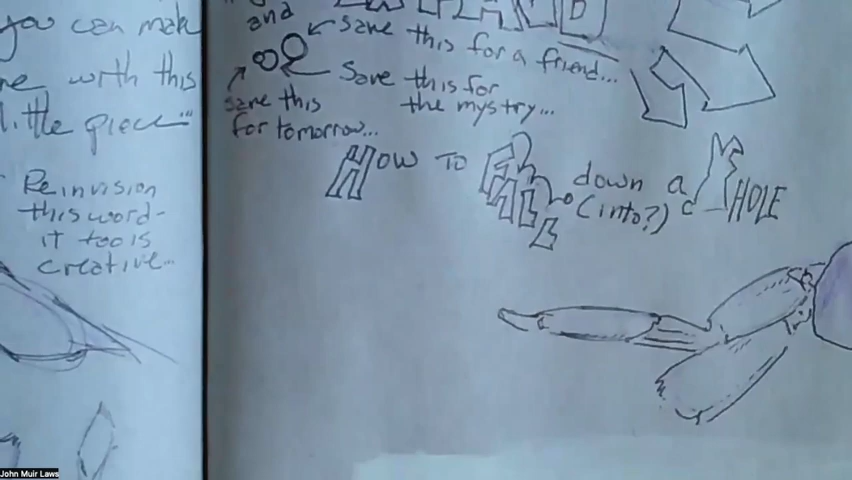 you can make
with this
little piece...
Reinvision
this word-
it too is
creative...
and
save this for a friend...
Save this for
the mystry...
save this
for tomorrow...
How to FALL down a HOLE
(into?)
John Muir Laws